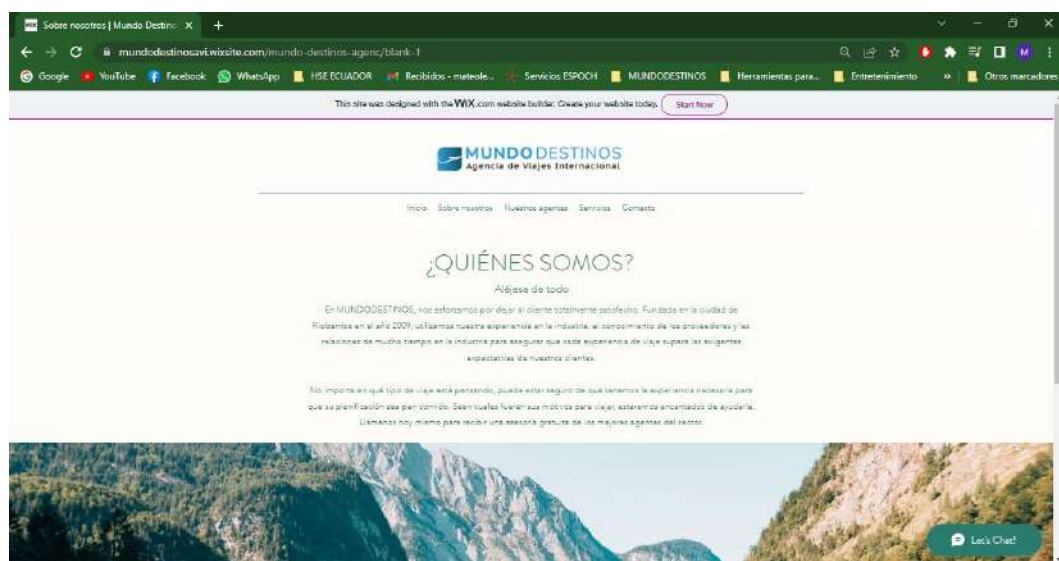 Sobre nosotros | Mundo Destino
mundodestinosavi.wixsite.com/mundo-destinos-agenc/blank-1
Google YouTube Facebook WhatsApp HSE ECUADOR Recibidos - mateole... Servicios ESPOCH MUNDODESTINOS Herramientas para... Entretenimiento » Otros marcadores
This site was designed with the WIX.com website builder. Create your website today. Start Now
MUNDO DESTINOS
Agencia de Viajes Internacional
Inicio Sobre nosotros Nuestros agentes Servicios Contacto
¿QUIÉNES SOMOS?
Aléjese de todo
En MUNDODESTINOS, nos esforzamos por dejar al cliente totalmente satisfecho. Fundada en la ciudad de
Riobamba en el año 2009, utilizamos nuestra experiencia en la industria, el conocimiento de los proveedores y las
relaciones de mucho tiempo en la industria para asegurar que cada experiencia de viaje supera las exigentes
expectativas de nuestros clientes.
No importa en qué tipo de viaje está pensando, puede estar seguro de que tenemos la experiencia necesaria para
que su planificación sea pan comido. Sean cuales fueran sus motivos para viajar, estaremos encantados de ayudarle.
Llámenos hoy mismo para recibir una asesoría gratuita de los mejores agentes del sector.
Let's Chat!